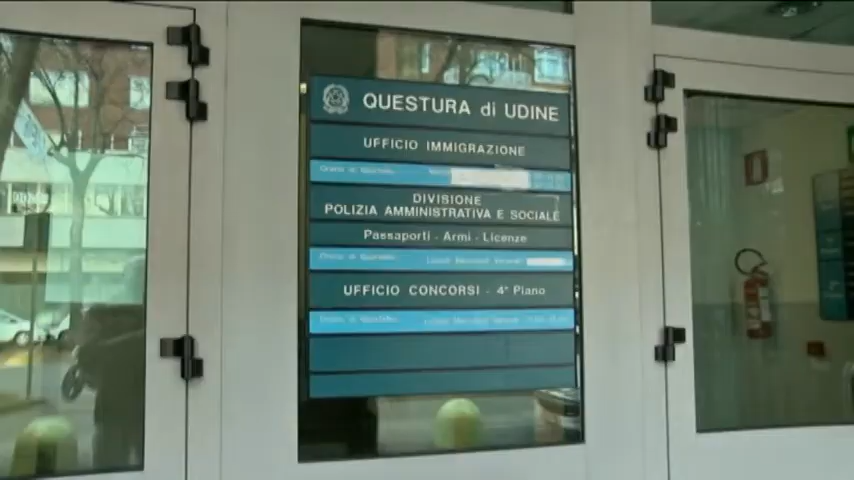 QUESTURA di UDINE
UFFICIO IMMIGRAZIONE
DIVISIONE
POLIZIA AMMINISTRATIVA E SOCIALE
Passaporti - Armi - Licenze
UFFICIO CONCORSI - 4° Piano